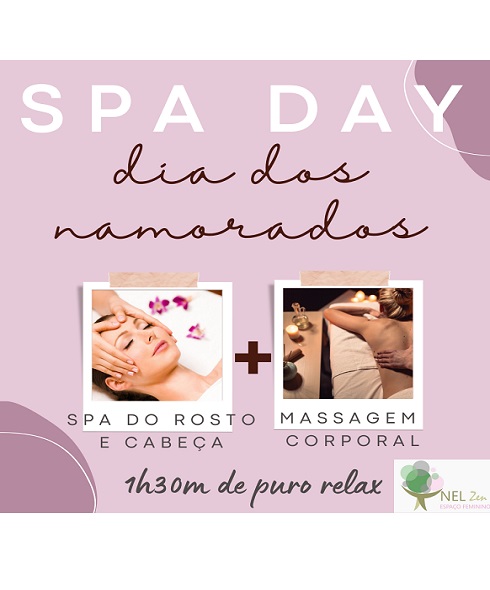 SPA DAY
dia dos
namorados
SPA DO ROSTO
E CABEÇA
+
MASSAGEM
CORPORAL
1h30m de puro relax
NEL Zen
ESPAÇO FEMININO